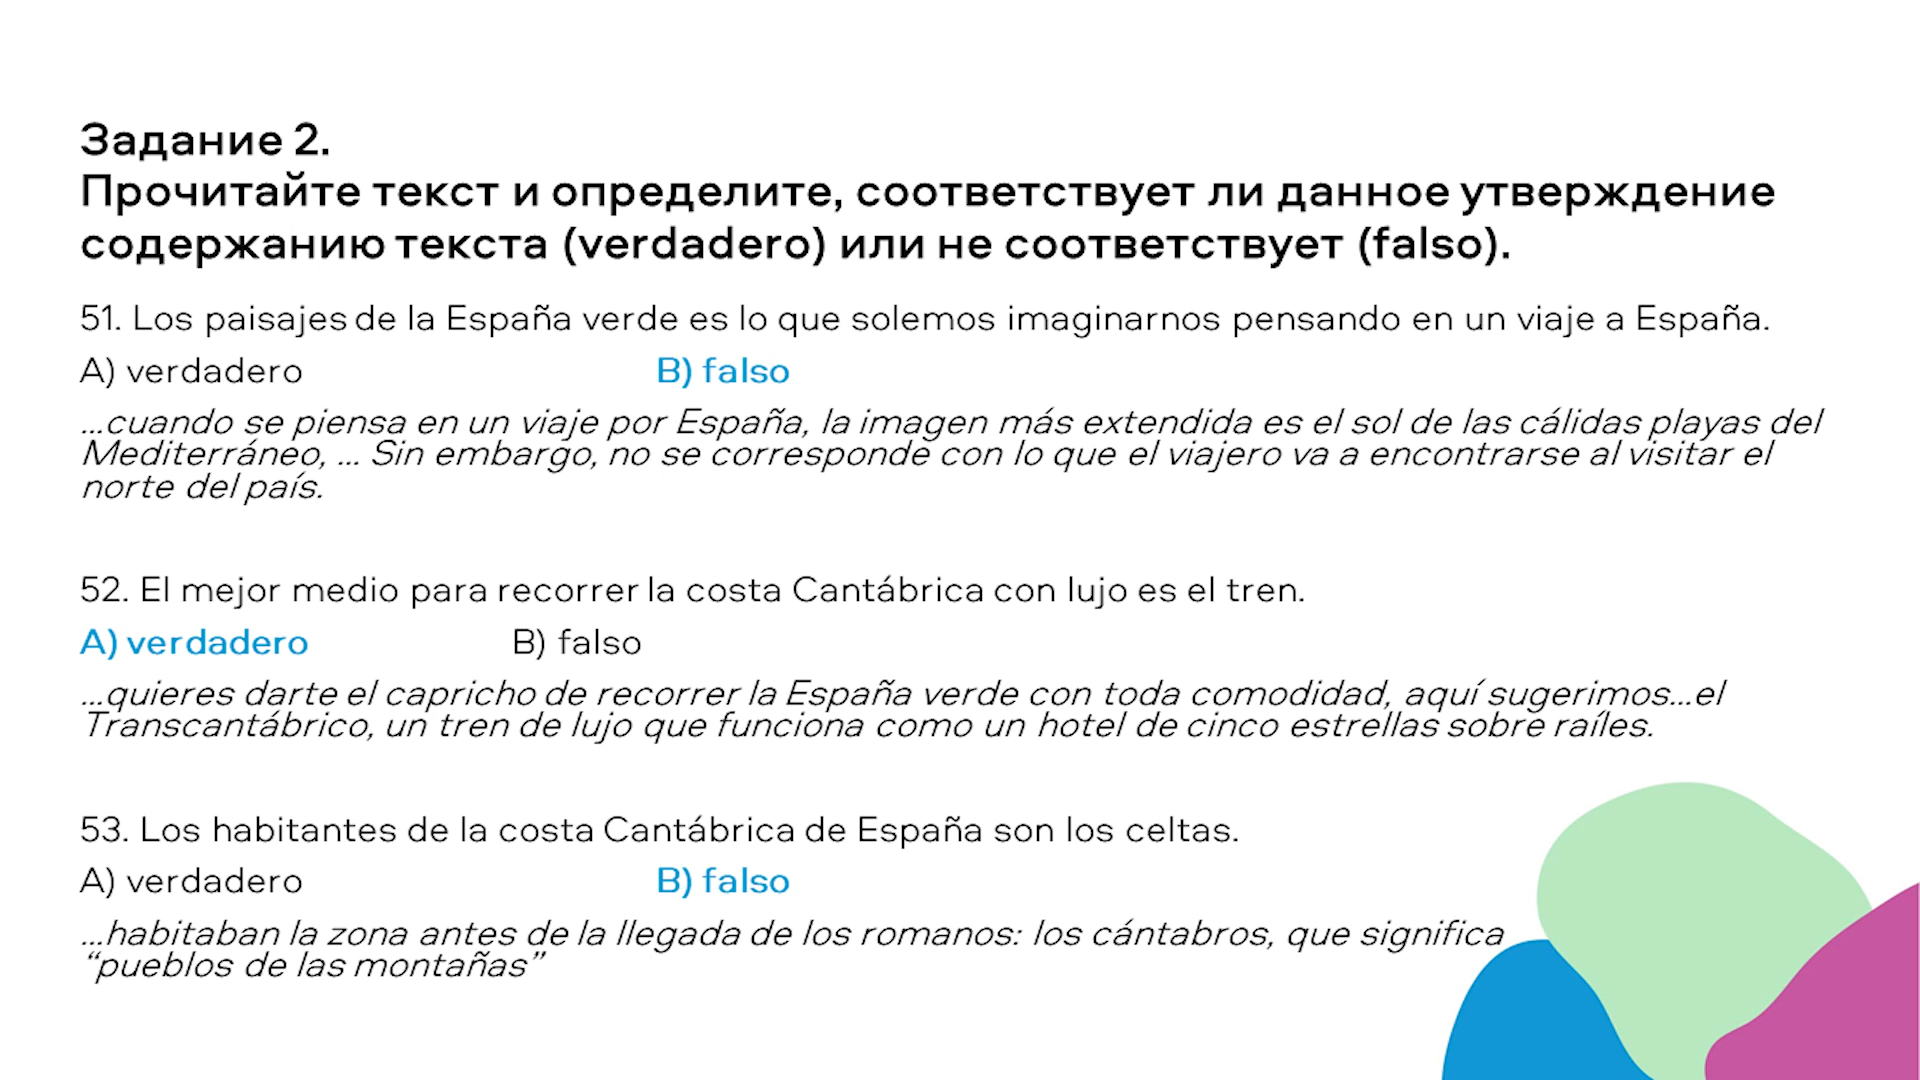 Задание 2.
Прочитайте текст и определите, соответствует ли данное утверждение
содержанию текста (verdadero) или не соответствует (falso).
51. Los paisajes de la España verde es lo que solemos imaginarnos pensando en un viaje a España.
A) verdadero B) falso
...cuando se piensa en un viaje por España, la imagen más extendida es el sol de las cálidas playas del
Mediterráneo, ... Sin embargo, no se corresponde con lo que el viajero va a encontrarse al visitar el
norte del país.
52. El mejor medio para recorrer la costa Cantábrica con lujo es el tren.
A) verdadero B) falso
...quieres darte el capricho de recorrer la España verde con toda comodidad, aquí sugerimos...el
Transcantábrico, un tren de lujo que funciona como un hotel de cinco estrellas sobre raíles.
53. Los habitantes de la costa Cantábrica de España son los celtas.
A) verdadero B) falso
...habitaban la zona antes de la llegada de los romanos: los cántabros, que significa
“pueblos de las montañas”